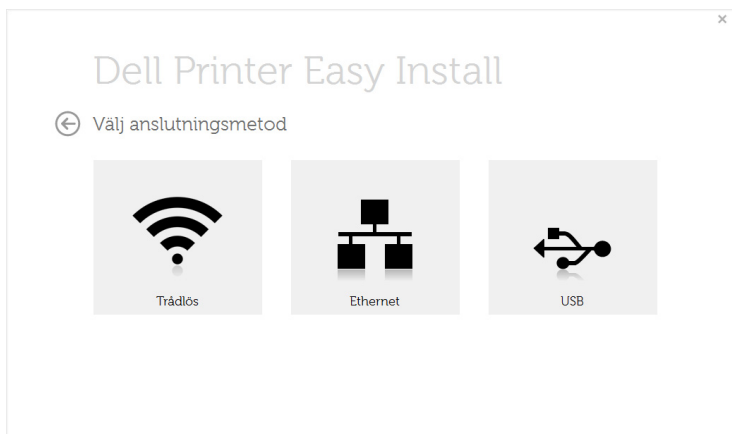 Dell Printer Easy Install
Välj anslutningsmetod
Trådlös
Ethernet
USB